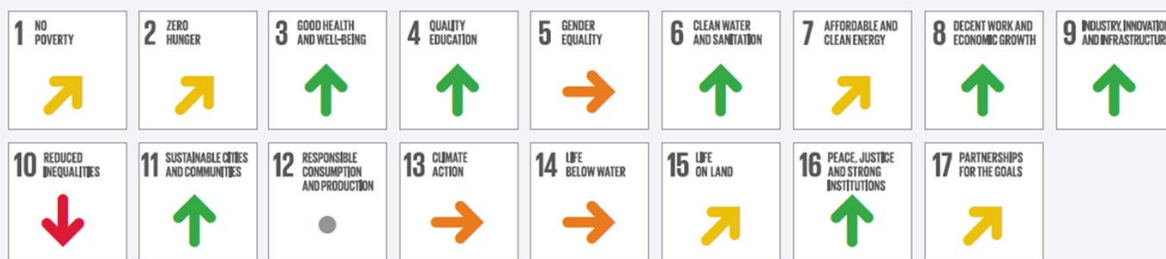 1 NO
POVERTY
2 ZERO
HUNGER
3 GOOD HEALTH
AND WELL-BEING
4 QUALITY
EDUCATION
5 GENDER
EQUALITY
6 CLEAN WATER
AND SANITATION
7 AFFORDABLE AND
CLEAN ENERGY
8 DECENT WORK AND
ECONOMIC GROWTH
9 INDUSTRY, INNOVATIO
AND INFRASTRUCTUR
10 REDUCED
INEQUALITIES
11 SUSTAINABLE CITIES
AND COMMUNITIES
12 RESPONSIBLE
CONSUMPTION
AND PRODUCTION
13 CLIMATE
ACTION
14 LIFE
BELOW WATER
15 LIFE
ON LAND
16 PEACE, JUSTICE
AND STRONG
INSTITUTIONS
17 PARTNERSHIPS
FOR THE GOALS